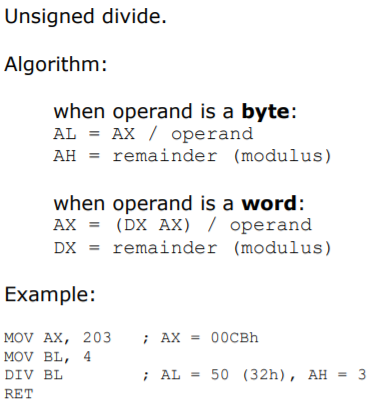 Unsigned divide.
Algorithm:
when operand is a byte:
AL = AX / operand
AH = remainder (modulus)
when operand is a word:
AX = (DX AX) / operand
DX = remainder (modulus)
Example:
MOV AX, 203   ; AX = 00CBh
MOV BL, 4
DIV BL        ; AL = 50 (32h), AH = 3
RET